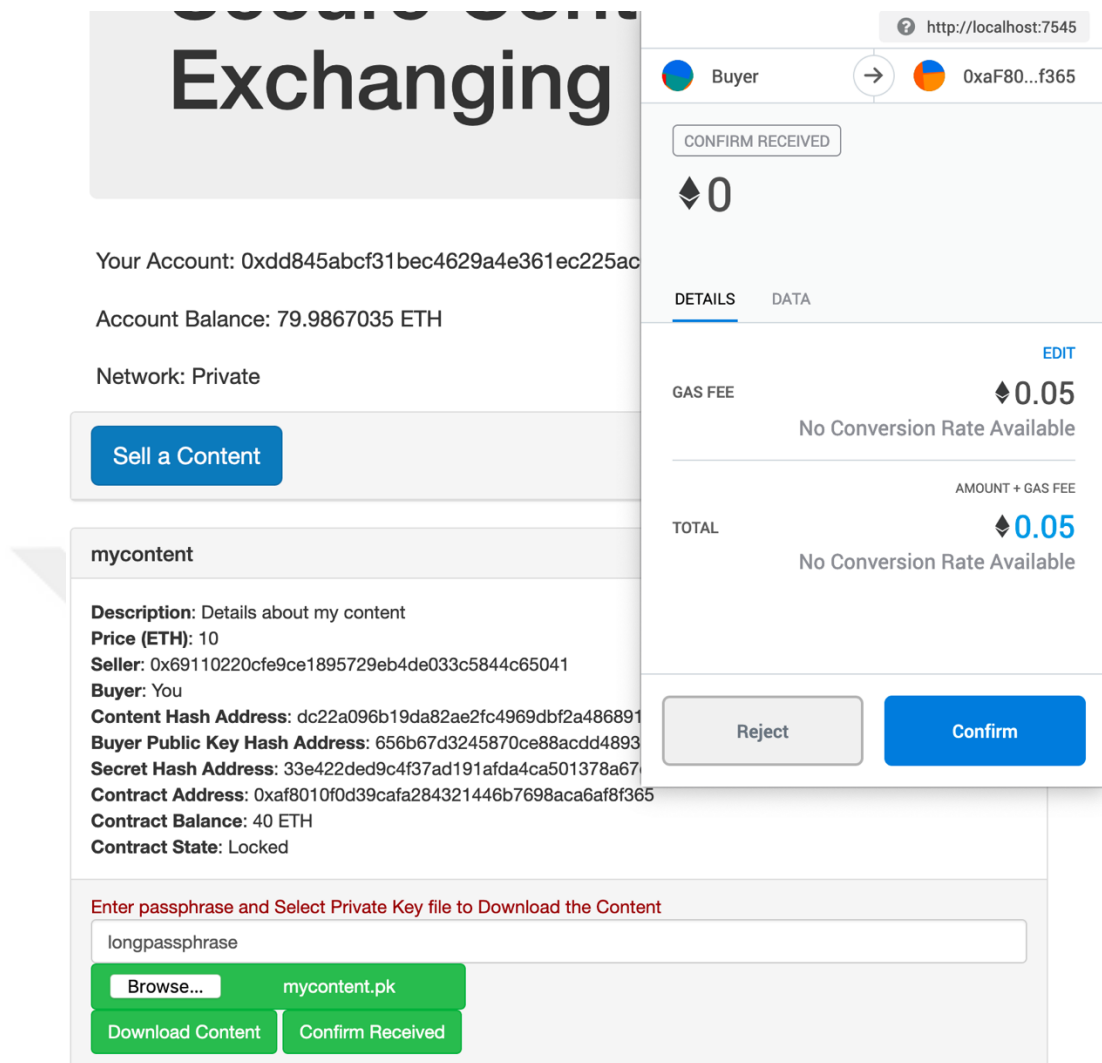 Secure Cont
Exchanging
Your Account: 0xdd845abcf31bec4629a4e361ec225ac
Account Balance: 79.9867035 ETH
Network: Private
Sell a Content
mycontent
Description: Details about my content
Price (ETH): 10
Seller: 0x69110220cfe9ce1895729eb4de033c5844c65041
Buyer: You
Content Hash Address: dc22a096b19da82ae2fc4969dbf2a486891
Buyer Public Key Hash Address: 656b67d3245870ce88acdd4893
Secret Hash Address: 33e422ded9c4f37ad191afda4ca501378a67
Contract Address: 0xaf8010f0d39cafa284321446b7698aca6af8f365
Contract Balance: 40 ETH
Contract State: Locked
Enter passphrase and Select Private Key file to Download the Content
longpassphrase
Browse... mycontent.pk
Download Content Confirm Received
http://localhost:7545
Buyer 0xaF80...f365
CONFIRM RECEIVED
0
DETAILS DATA
EDIT
GAS FEE 0.05
No Conversion Rate Available
AMOUNT + GAS FEE
TOTAL 0.05
No Conversion Rate Available
Reject Confirm